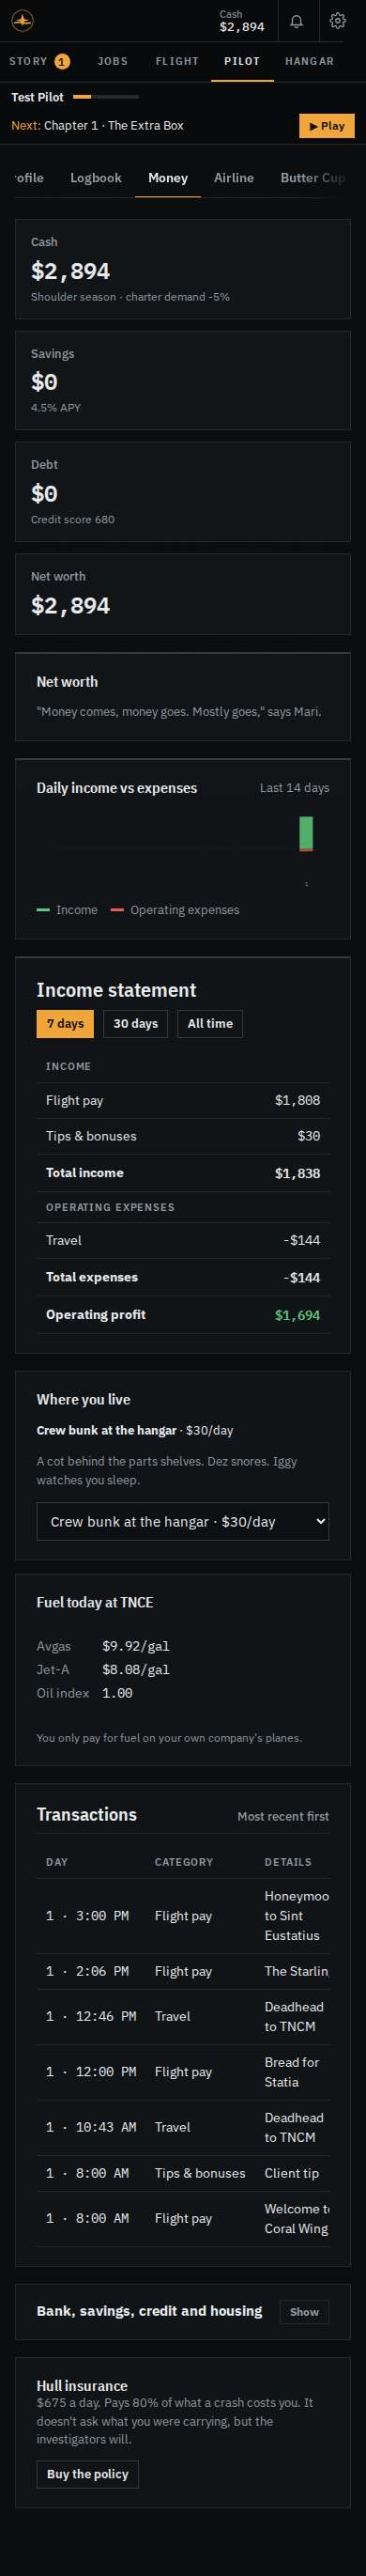 Cash
$2,894
STORY 1 JOBS FLIGHT PILOT HANGAR
Test Pilot
Next: Chapter 1 · The Extra Box ▶ Play
ofile Logbook Money Airline Butter Cup
Cash
$2,894
Shoulder season · charter demand -5%
Savings
$0
4.5% APY
Debt
$0
Credit score 680
Net worth
$2,894
Net worth
"Money comes, money goes. Mostly goes," says Mari.
Daily income vs expenses Last 14 days
1
Income Operating expenses
Income statement
7 days 30 days All time
INCOME
Flight pay $1,808
Tips & bonuses $30
Total income $1,838
OPERATING EXPENSES
Travel -$144
Total expenses -$144
Operating profit $1,694
Where you live
Crew bunk at the hangar · $30/day
A cot behind the parts shelves. Dez snores. Iggy
watches you sleep.
Crew bunk at the hangar · $30/day
Fuel today at TNCE
Avgas $9.92/gal
Jet-A $8.08/gal
Oil index 1.00
You only pay for fuel on your own company's planes.
Transactions Most recent first
DAY CATEGORY DETAILS
1 · 3:00 PM Flight pay Honeymoo
to Sint
Eustatius
1 · 2:06 PM Flight pay The Starlin
1 · 12:46 PM Travel Deadhead
to TNCM
1 · 12:00 PM Flight pay Bread for
Statia
1 · 10:43 AM Travel Deadhead
to TNCM
1 · 8:00 AM Tips & bonuses Client tip
1 · 8:00 AM Flight pay Welcome to
Coral Wing
Bank, savings, credit and housing Show
Hull insurance
$675 a day. Pays 80% of what a crash costs you. It
doesn't ask what you were carrying, but the
investigators will.
Buy the policy